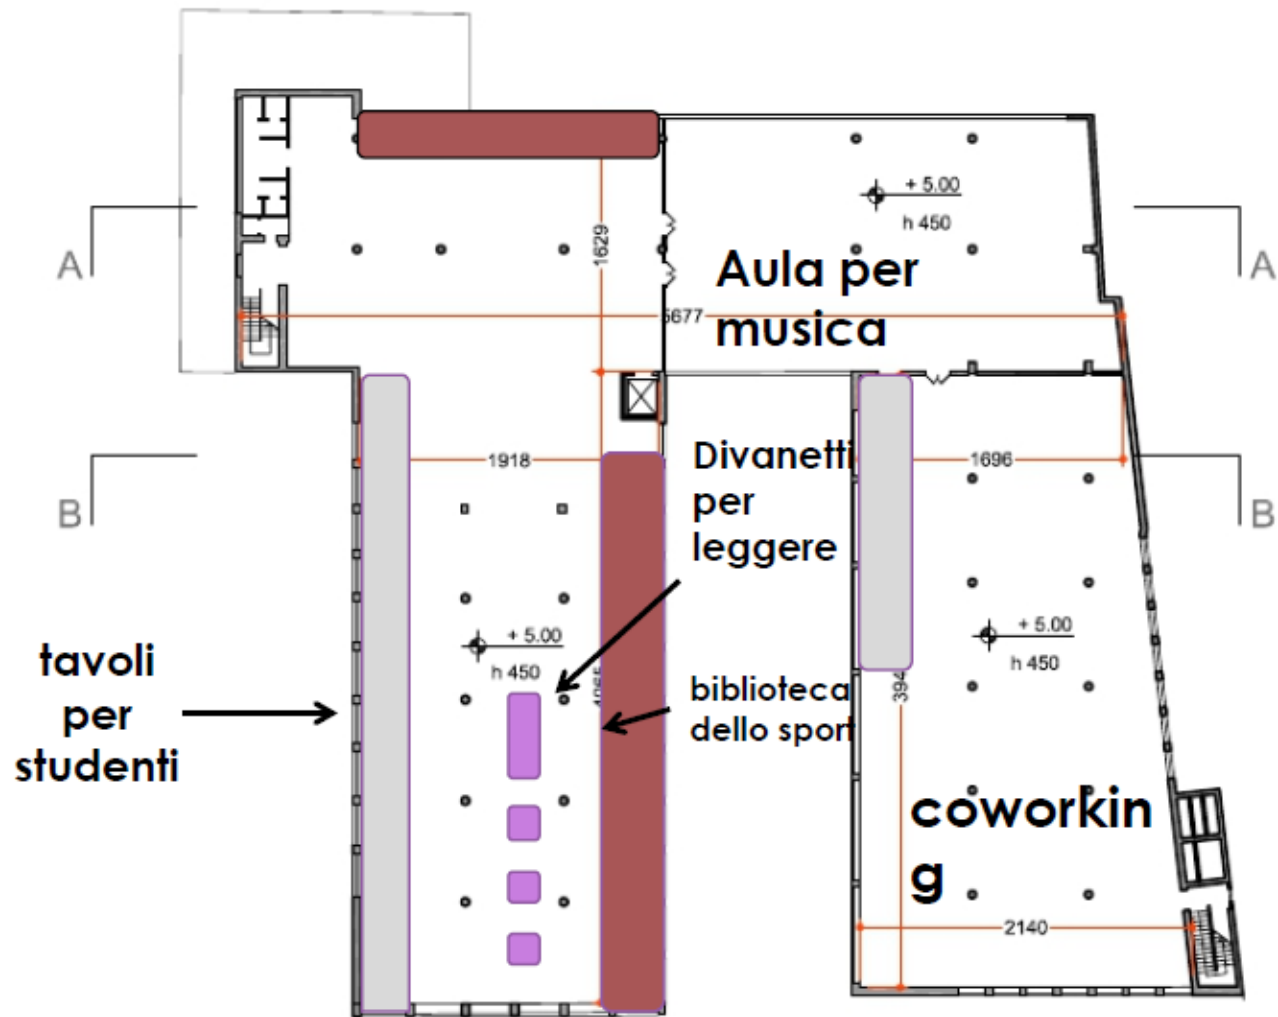 + 5.00
h 450
A
A
1629
Aula per
musica
5677
B
B
1918
1696
Divanetti
per
leggere
+ 5.00
h 450
+ 5.00
h 450
tavoli
per
studenti
biblioteca
dello sport
394
coworkin
g
2140